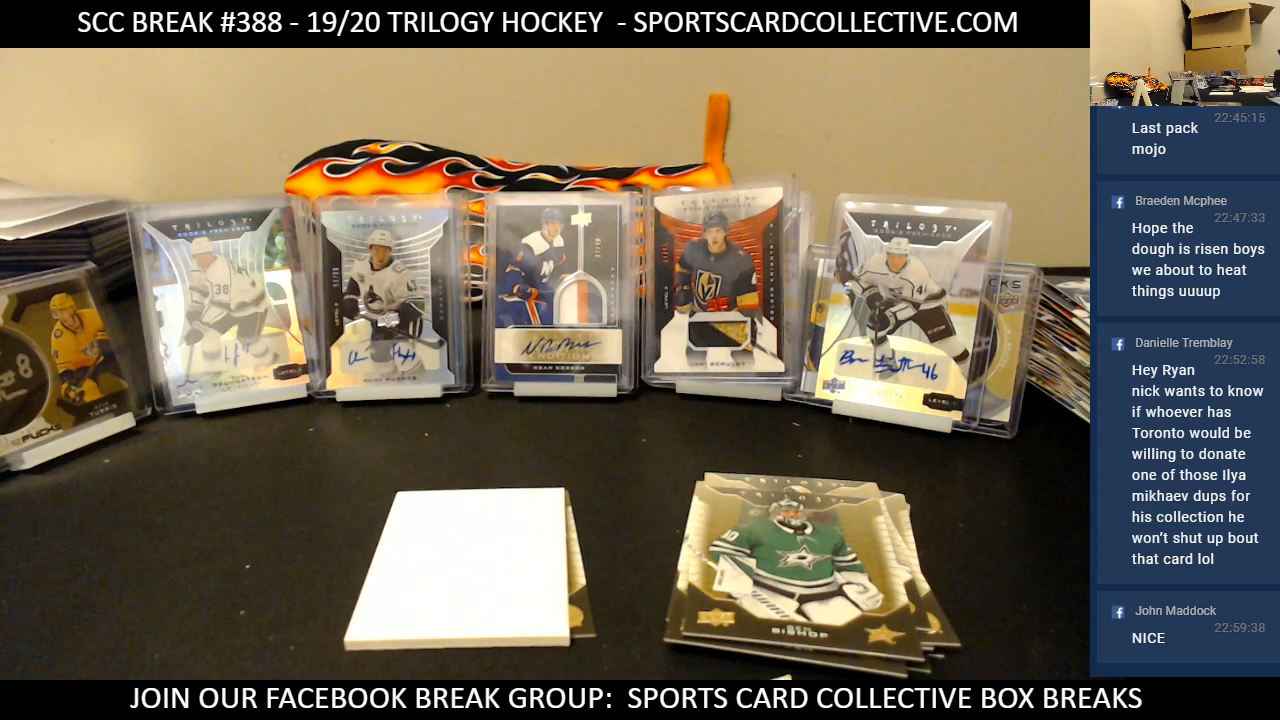 SCC BREAK #388 - 19/20 TRILOGY HOCKEY - SPORTSCARDCOLLECTIVE.COM
22:45:15
Last pack
mojo
Braeden Mcphee
22:47:33
Hope the
dough is risen boys
we about to heat
things uuuup
Danielle Tremblay
22:52:58
Hey Ryan
nick wants to know
if whoever has
Toronto would be
willing to donate
one of those Ilya
mikhaev dups for
his collection he
won't shut up bout
that card lol
John Maddock
22:59:38
NICE
TRILOGY
TRILOGY
TRILOGY
38
46
PUCKS
BEN
BISHOP
JOIN OUR FACEBOOK BREAK GROUP: SPORTS CARD COLLECTIVE BOX BREAKS